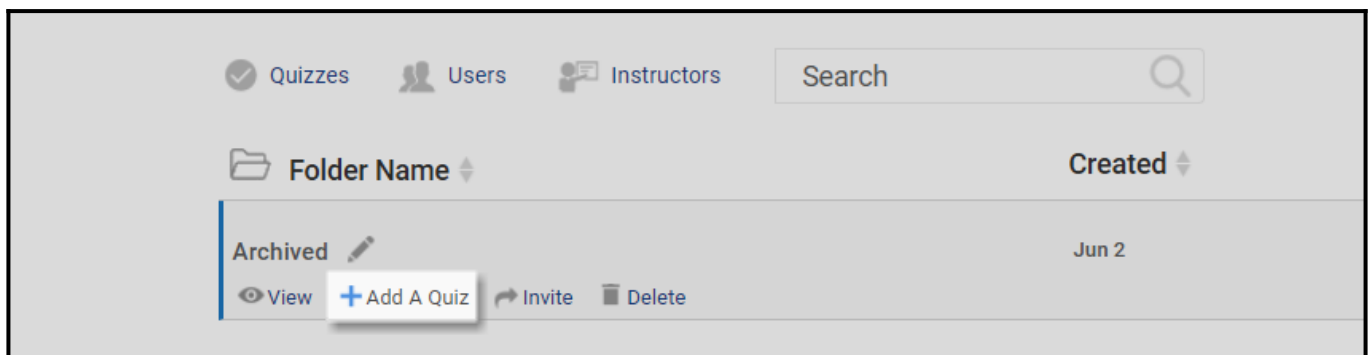 Quizzes Users Instructors Search
Folder Name Created
Archived Jun 2
View Add A Quiz Invite Delete